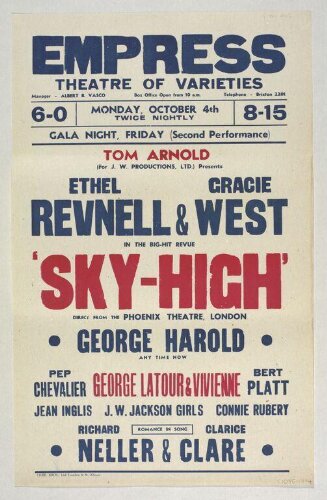 EMPRESS
THEATRE OF VARIETIES
Manager - ALBERT R. VASCO Box Office Open from 10 a.m. Telephone - Brixton 2281
6-0 MONDAY, OCTOBER 4th 8-15
TWICE NIGHTLY
GALA NIGHT, FRIDAY (Second Performance)
TOM ARNOLD
(For J. W. PRODUCTIONS, LTD.) Presents
ETHEL GRACIE
REVNELL & WEST
IN THE BIG-HIT REVUE
'SKY-HIGH'
DIRECT FROM THE PHOENIX THEATRE, LONDON
• GEORGE HAROLD •
ANY TIME NOW
PEP CHEVALIER GEORGE LATOUR & VIVIENNE BERT PLATT
JEAN INGLIS J. W. JACKSON GIRLS CONNIE RUBERY
RICHARD ROMANCE IN SONG CLARICE
• NELLER & CLARE •